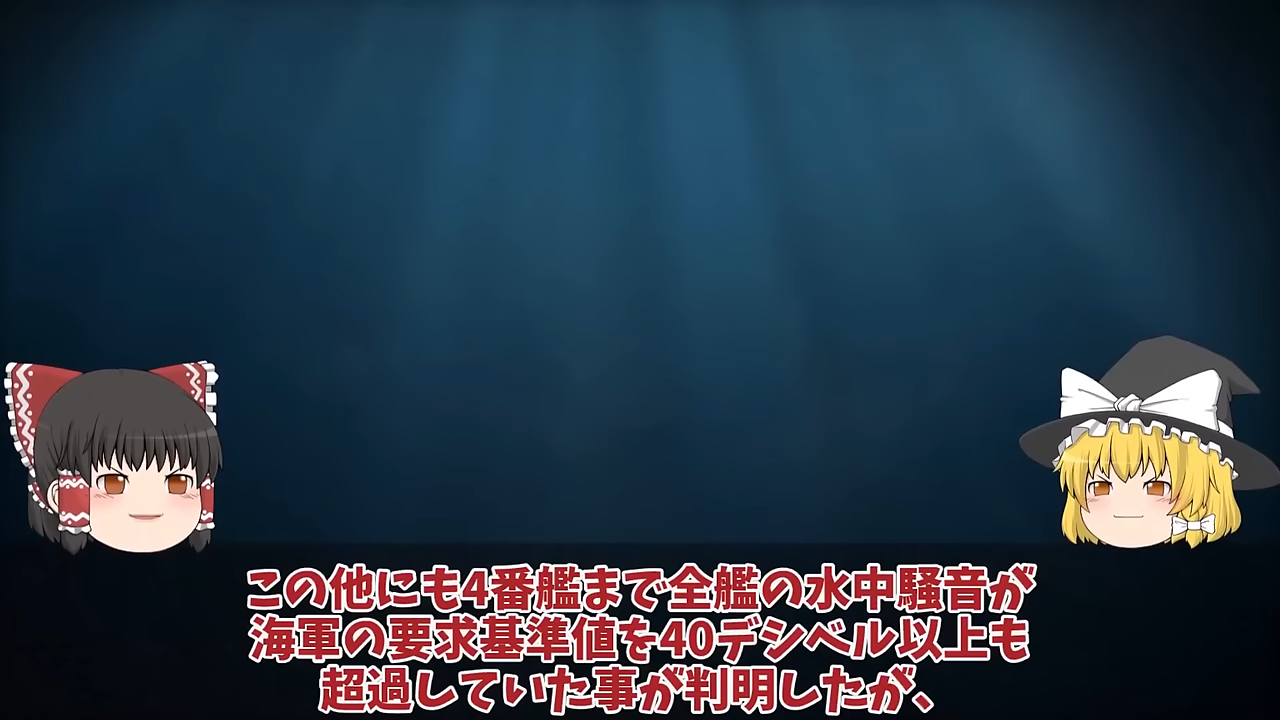 この他にも4番艦まで全艦の水中騒音が
海軍の要求基準値を40デシベル以上も
超過していた事が判明したが、